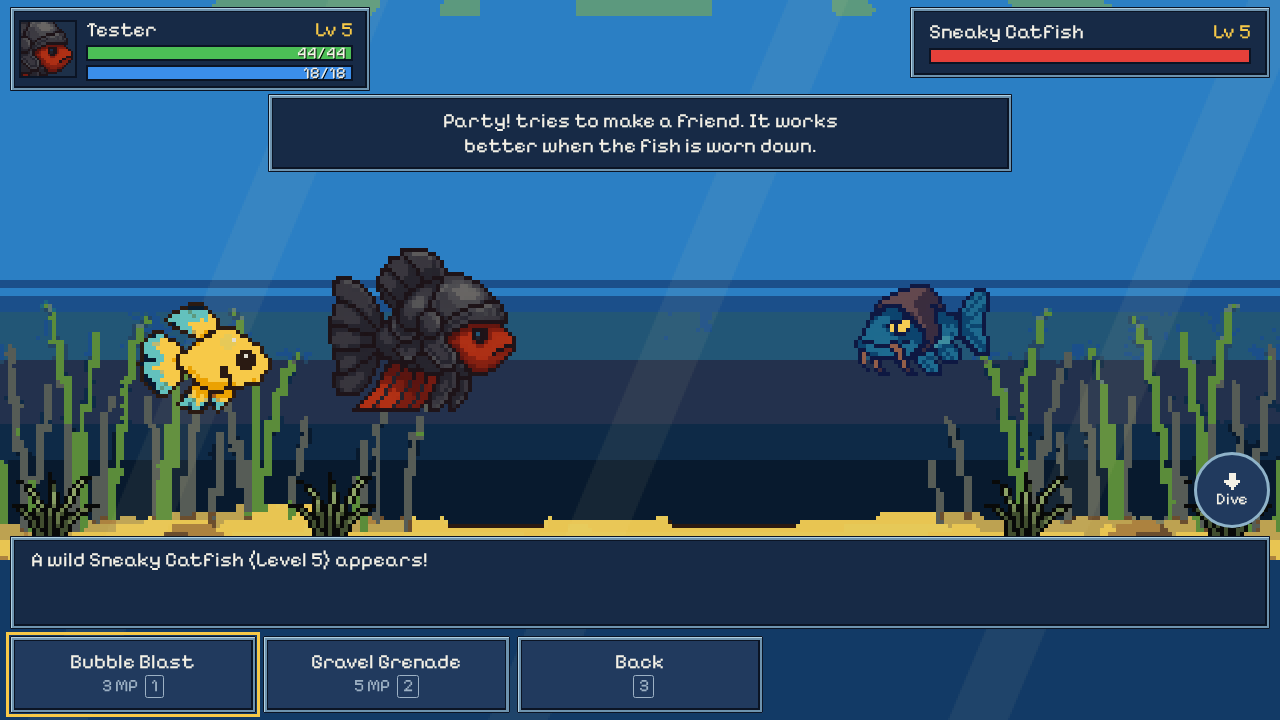 Tester Lv 5
44/44
18/18
Sneaky Catfish Lv 5
Party! tries to make a friend. It works
better when the fish is worn down.
Dive
A wild Sneaky Catfish (Level 5) appears!
Bubble Blast
3 MP 1
Gravel Grenade
5 MP 2
Back
3